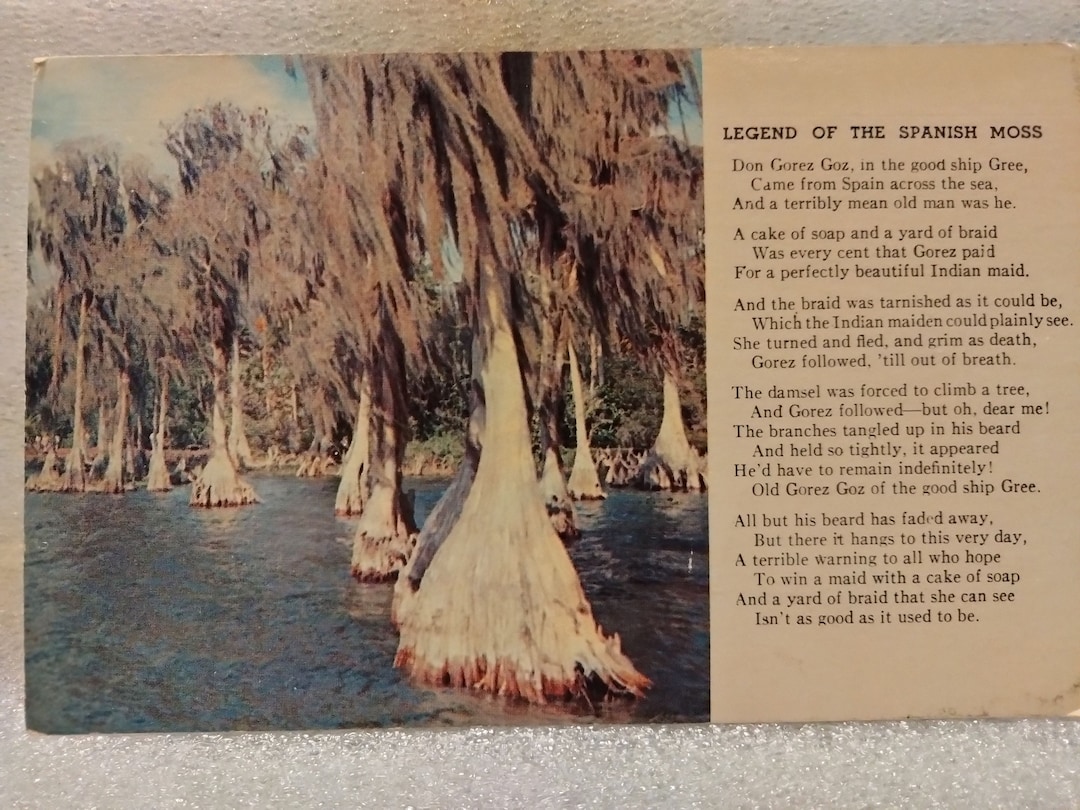 LEGEND OF THE SPANISH MOSS
Don Gorez Goz, in the good ship Gree,
Came from Spain across the sea,
And a terribly mean old man was he.
A cake of soap and a yard of braid
Was every cent that Gorez paid
For a perfectly beautiful Indian maid.
And the braid was tarnished as it could be,
Which the Indian maiden could plainly see.
She turned and fled, and grim as death,
Gorez followed, 'till out of breath.
The damsel was forced to climb a tree,
And Gorez followed—but oh, dear me!
The branches tangled up in his beard
And held so tightly, it appeared
He'd have to remain indefinitely!
Old Gorez Goz of the good ship Gree.
All but his beard has faded away,
But there it hangs to this very day,
A terrible warning to all who hope
To win a maid with a cake of soap
And a yard of braid that she can see
Isn't as good as it used to be.